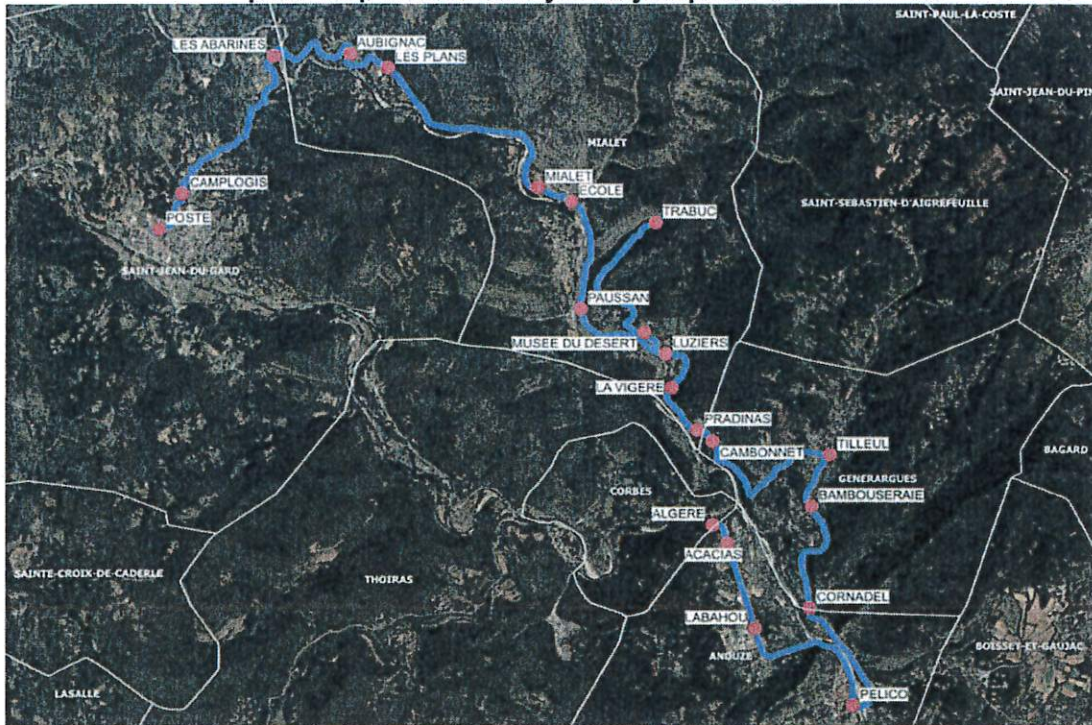 SAINT-PAUL-LA-COSTE
LES ABARINES
AUBIGNAC
LES PLANS
SAINT-JEAN-DU-PIN
MIALET
CAMPLOGIS
MIALET
ECOLE
SAINT-SEBASTIEN-D'AIGREFEUILLE
POSTE
TRABUC
SAINT-JEAN-DU-GARD
PAUSSAN
MUSEE DU DESERT
LUZIERS
LA VIGERE
PRADINAS
CAMBONNET
TILLEUL
BAGARD
GENERARGUES
CORBES
BAMBOUSERAIE
ALGERE
ACACIAS
SAINTE-CROIX-DE-CADERLE
THOIRAS
CORNADEL
LABAHOU
ANDUZE
BOISSET-ET-GAUJAC
LASALLE
PELICO